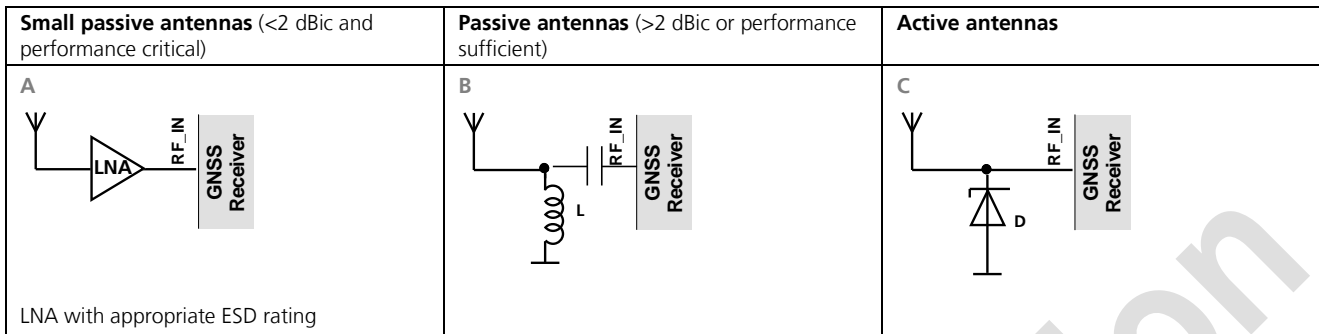 Small passive antennas (<2 dBic and
performance critical)
Passive antennas (>2 dBic or performance
sufficient)
Active antennas
A
LNA
RF_IN
GNSS
Receiver
LNA with appropriate ESD rating
B
L
RF_IN
GNSS
Receiver
C
D
RF_IN
GNSS
Receiver